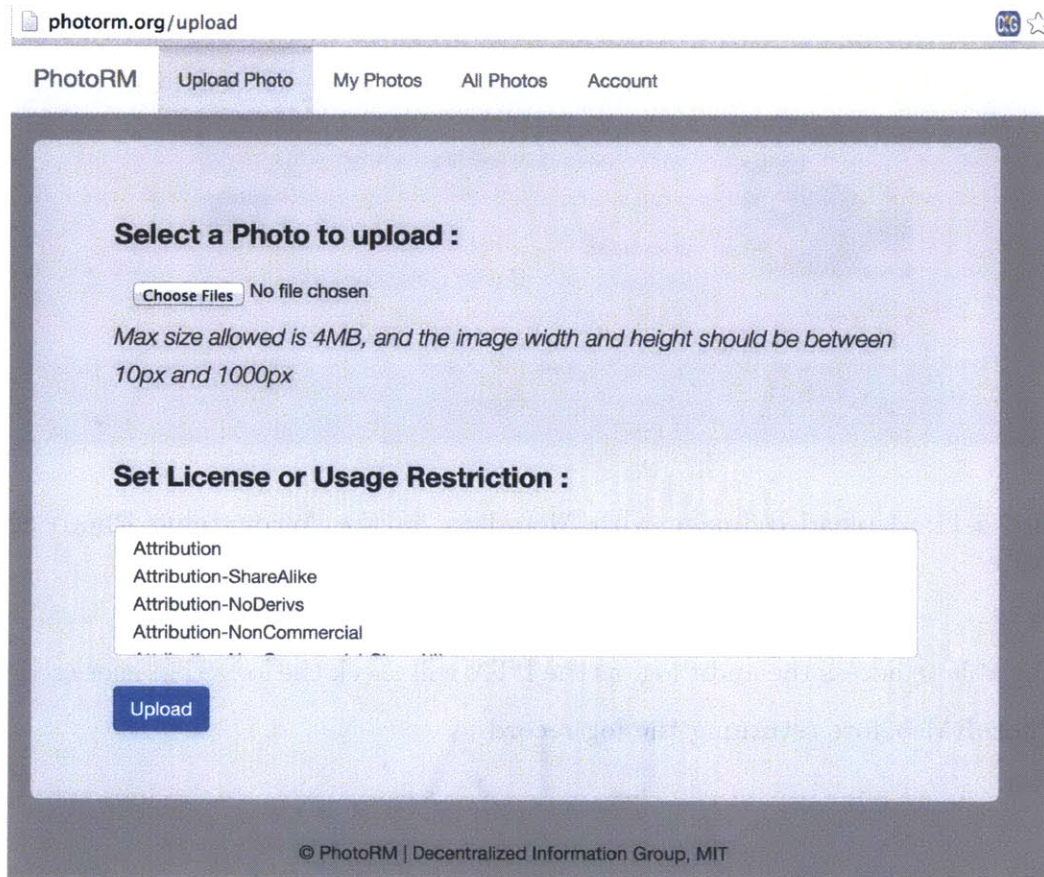 photorm.org/upload
PhotoRM Upload Photo My Photos All Photos Account
Select a Photo to upload :
Choose Files No file chosen
Max size allowed is 4MB, and the image width and height should be between
10px and 1000px
Set License or Usage Restriction :
Attribution
Attribution-ShareAlike
Attribution-NoDerivs
Attribution-NonCommercial
Upload
© PhotoRM | Decentralized Information Group, MIT